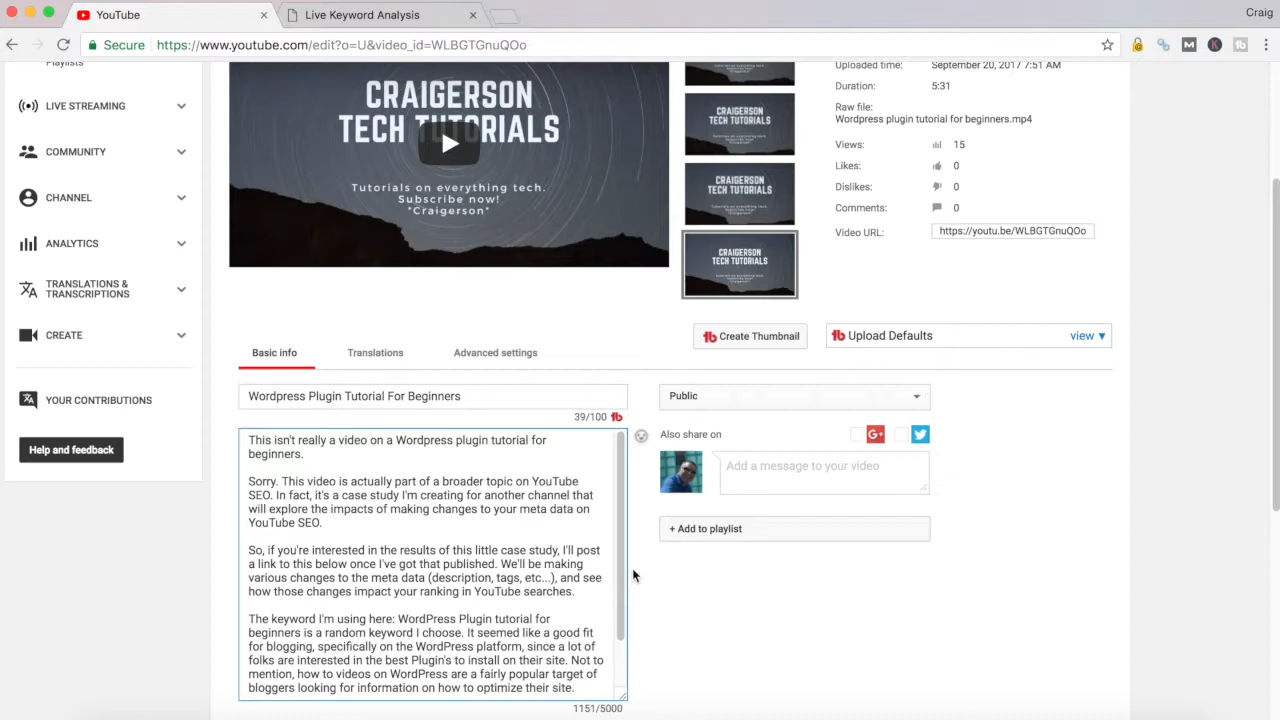 YouTube
Live Keyword Analysis
Craig
Secure
https://www.youtube.com/edit?o=U&video_id=WLBGTGnuQOo
Playlists
LIVE STREAMING
COMMUNITY
CHANNEL
ANALYTICS
TRANSLATIONS &
TRANSCRIPTIONS
CREATE
YOUR CONTRIBUTIONS
Help and feedback
CRAIGERSON
TECH TUTORIALS
Tutorials on everything tech.
Subscribe now!
*Craigerson*
CRAIGERSON
TECH TUTORIALS
CRAIGERSON
TECH TUTORIALS
CRAIGERSON
TECH TUTORIALS
Uploaded time: September 20, 2017 7:51 AM
Duration: 5:31
Raw file:
Wordpress plugin tutorial for beginners.mp4
Views: 15
Likes: 0
Dislikes: 0
Comments: 0
Video URL: https://youtu.be/WLBGTGnuQOo
Create Thumbnail
Upload Defaults
view ▼
Basic info
Translations
Advanced settings
Wordpress Plugin Tutorial For Beginners
39/100
This isn't really a video on a Wordpress plugin tutorial for
beginners.
Sorry. This video is actually part of a broader topic on YouTube
SEO. In fact, it's a case study I'm creating for another channel that
will explore the impacts of making changes to your meta data on
YouTube SEO.
So, if you're interested in the results of this little case study, I'll post
a link to this below once I've got that published. We'll be making
various changes to the meta data (description, tags, etc...), and see
how those changes impact your ranking in YouTube searches.
The keyword I'm using here: WordPress Plugin tutorial for
beginners is a random keyword I choose. It seemed like a good fit
for blogging, specifically on the WordPress platform, since a lot of
folks are interested in the best Plugin's to install on their site. Not to
mention, how to videos on WordPress are a fairly popular target of
bloggers looking for information on how to optimize their site.
1151/5000
Public
Also share on
Add a message to your video
+ Add to playlist